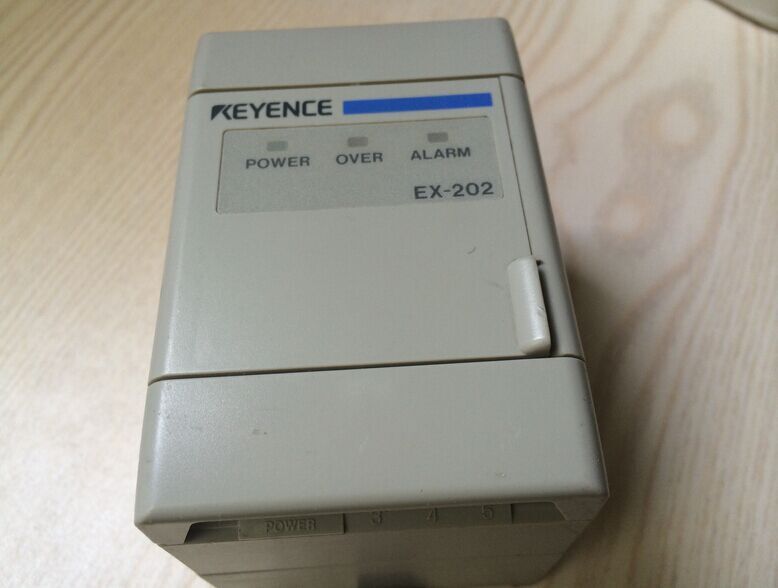 KEYENCE
POWER OVER ALARM
EX-202
POWER 3 4 5